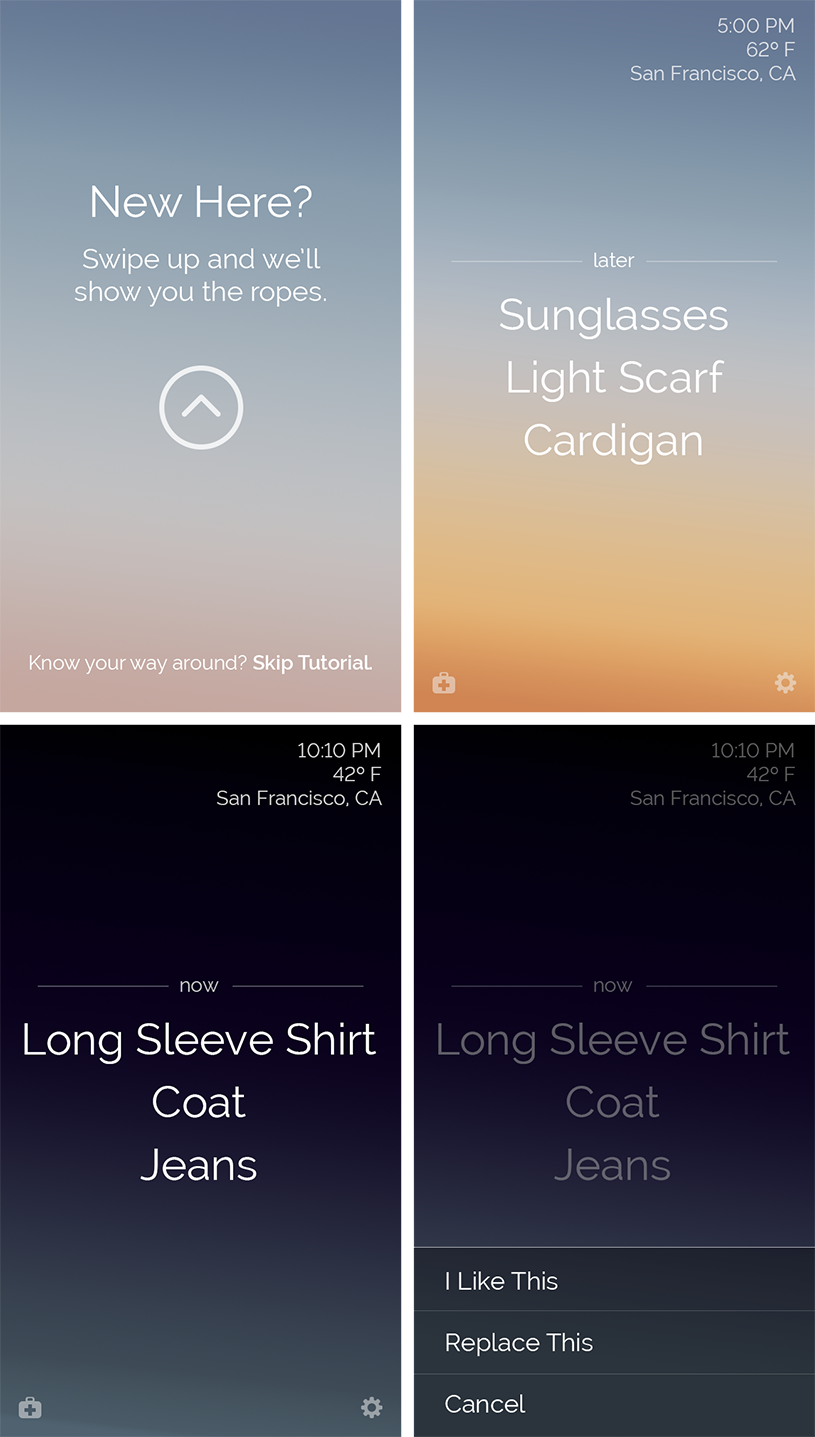 New Here?
Swipe up and we'll
show you the ropes.
Know your way around? Skip Tutorial.
5:00 PM
62º F
San Francisco, CA
later
Sunglasses
Light Scarf
Cardigan
10:10 PM
42º F
San Francisco, CA
now
Long Sleeve Shirt
Coat
Jeans
10:10 PM
42º F
San Francisco, CA
now
Long Sleeve Shirt
Coat
Jeans
I Like This
Replace This
Cancel